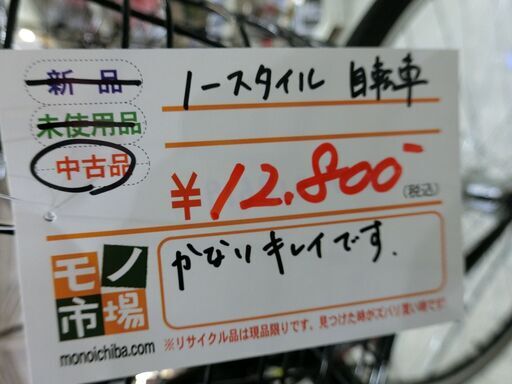 新品
未使用品
中古品
ノースタイル 自転車
¥12.800-
(税込)
かなりキレイです.
モノ
市場
monoichiba.com
※リサイクル品は現品限りです。見つけた時がズバリ!買い時です!